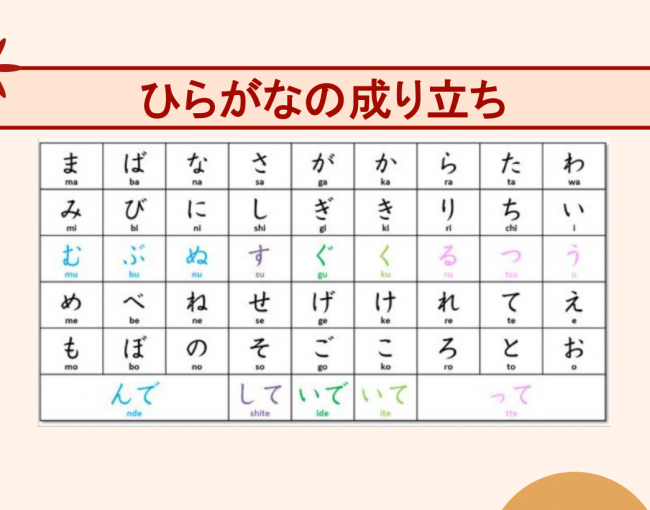 ひらがなの成り立ち
ま ば な さ が か ら た わ
ma ba na sa ga ka ra ta wa
み び に し ぎ き り ち い
mi bi ni shi gi ki ri chi i
む ぶ ぬ す ぐ く る つ う
mu bu nu su gu ku ru tsu u
め べ ね せ げ け れ て え
me be ne se ge ke re te e
も ぼ の そ ご こ ろ と お
mo bo no so go ko ro to o
んで して いで いて って
nde shite ide ite tte